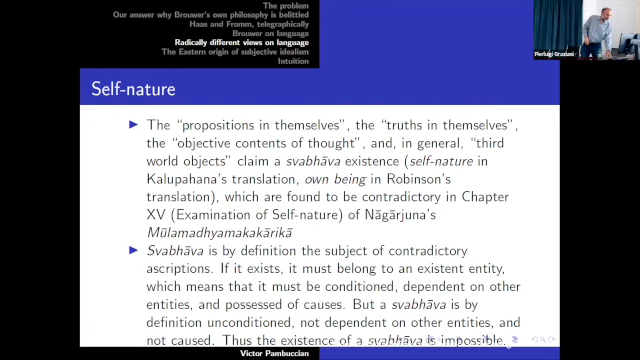 The problem
Our answer why Brouwer's own philosophy is belittled
Haas and Fromm, telegraphically
Brouwer on language
Radically different views on language
The Eastern origin of subjective idealism
Intuition
Pierluigi Graziani
Self-nature
The “propositions in themselves”, the “truths in themselves”,
the “objective contents of thought”, and, in general, “third
world objects” claim a svabhāva existence (self-nature in
Kalupahana's translation, own being in Robinson's
translation), which are found to be contradictory in Chapter
XV (Examination of Self-nature) of Nāgārjuna's
Mūlamadhyamakakārikā
Svabhāva is by definition the subject of contradictory
ascriptions. If it exists, it must belong to an existent entity,
which means that it must be conditioned, dependent on other
entities, and possessed of causes. But a svabhāva is by
definition unconditioned, not dependent on other entities, and
not caused. Thus the existence of a svabhāva is impossible.
Victor Pambuccian